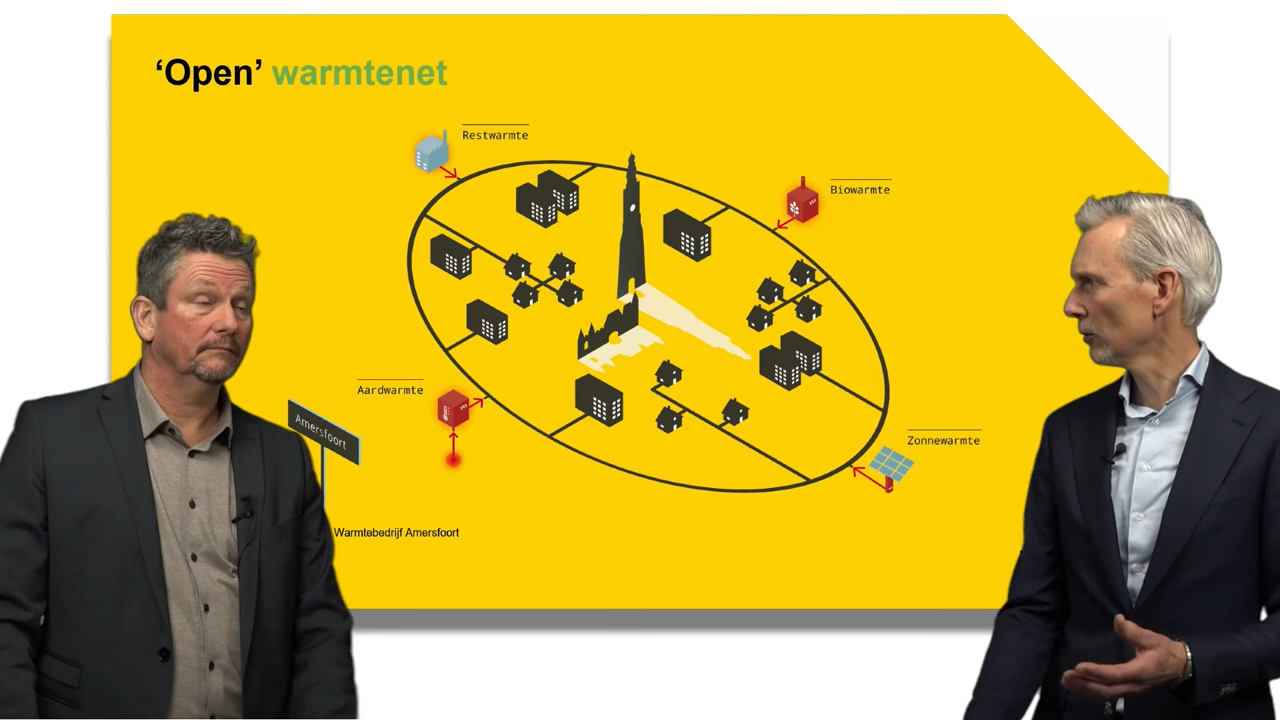 ‘Open’ warmtenet
Restwarmte
Biowarmte
Aardwarmte
Amersfoort
Zonnewarmte
Warmtebedrijf Amersfoort